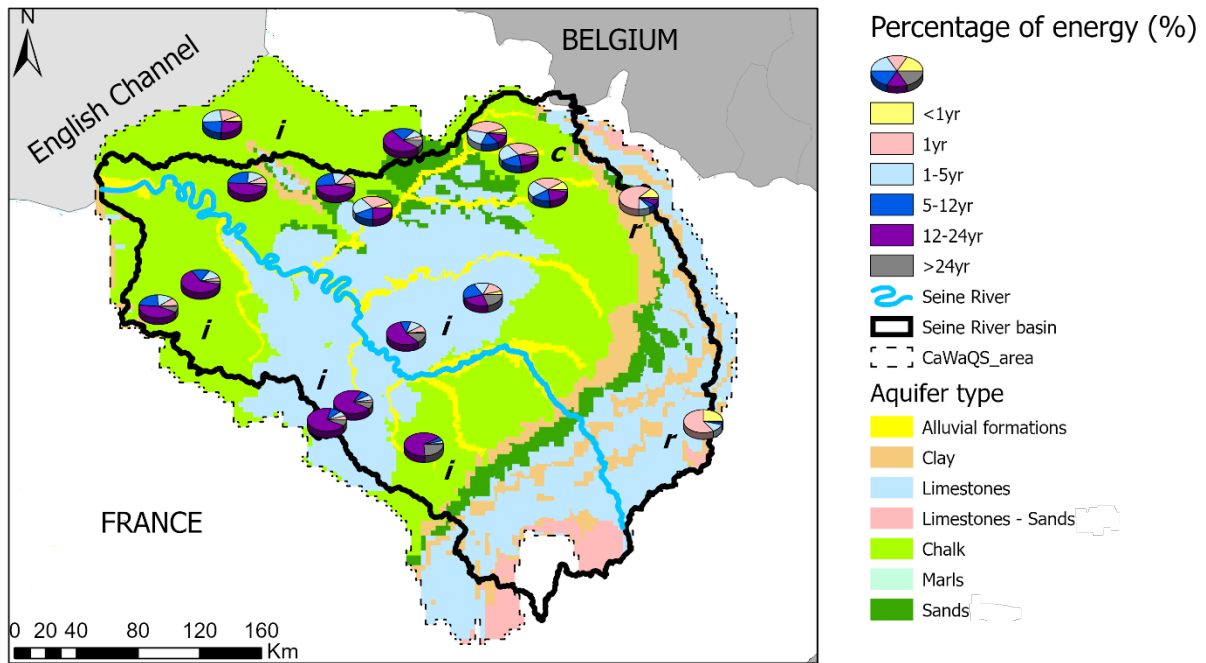 N
English Channel
BELGIUM
i
c
r
i
i
i
r
i
FRANCE
0 20 40 80 120 160
Km
Percentage of energy (%)
<1yr
1yr
1-5yr
5-12yr
12-24yr
>24yr
Seine River
Seine River basin
CaWaQS_area
Aquifer type
Alluvial formations
Clay
Limestones
Limestones - Sands
Chalk
Marls
Sands